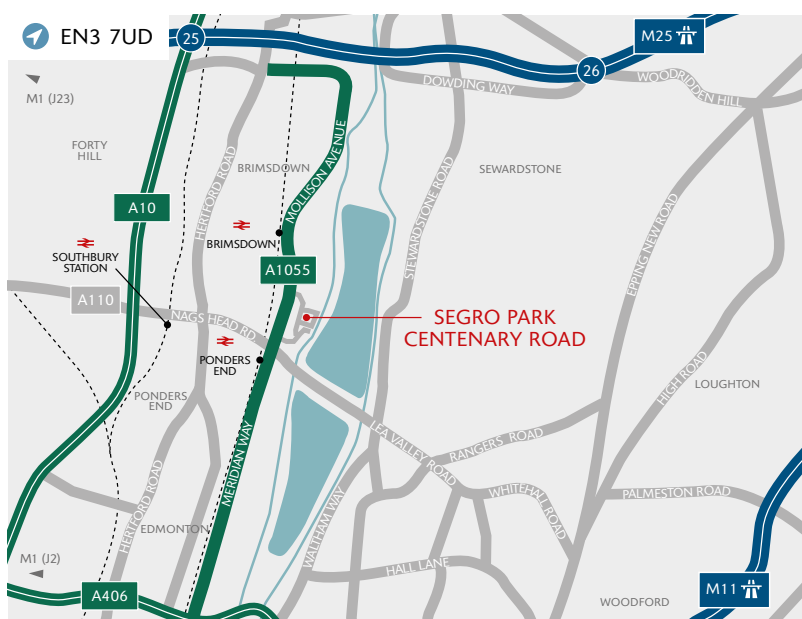 EN3 7UD
25
M25
26
DOWDING WAY
WOODRIDDEN HILL
M1 (J23)
FORTY
HILL
HERTFORD ROAD
BRIMSDOWN
MOLLISON AVENUE
SEWARDSTONE
STEWARDSTONE ROAD
EPPING NEW ROAD
A10
BRIMSDOWN
SOUTHBURY
STATION
A1055
A110
NAGS HEAD RD
SEGRO PARK
CENTENARY ROAD
PONDERS
END
PONDERS
END
HIGH ROAD
LOUGHTON
LEA VALLEY ROAD
RANGERS ROAD
MERIDIAN WAY
HERTFORD ROAD
WHITEHALL ROAD
PALMESTON ROAD
EDMONTON
WALTHAM WAY
M1 (J2)
HALL LANE
A406
WOODFORD
M11